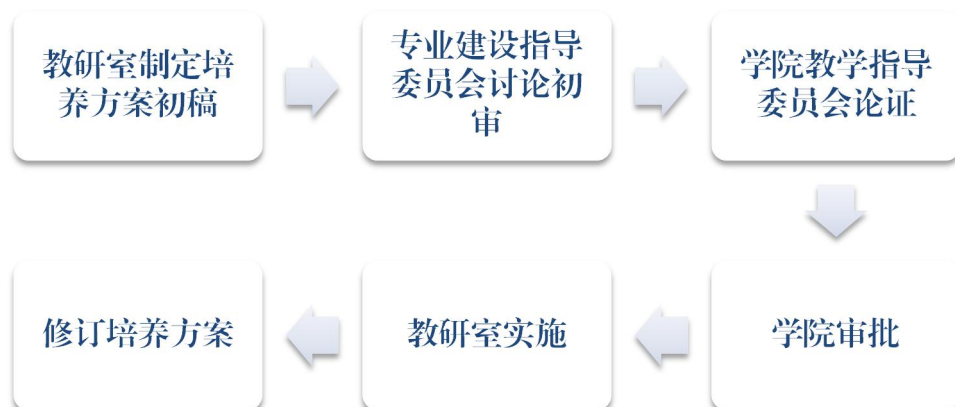 教研室制定培
养方案初稿
专业建设指导
委员会讨论初
审
学院教学指导
委员会论证
学院审批
教研室实施
修订培养方案